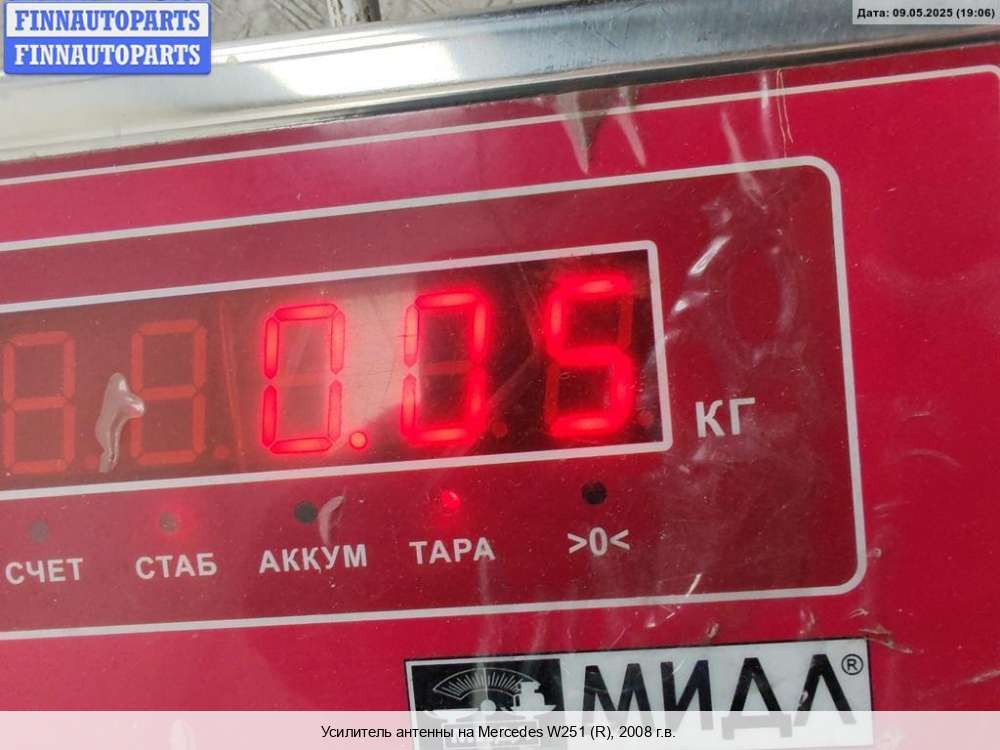 FINNAUTOPARTS
FINNAUTOPARTS
Дата: 09.05.2025 (19:06)
0.05
КГ
СЧЕТ СТАБ АККУМ ТАРА >0<
МИДЛ®
Усилитель антенны на Mercedes W251 (R), 2008 г.в.